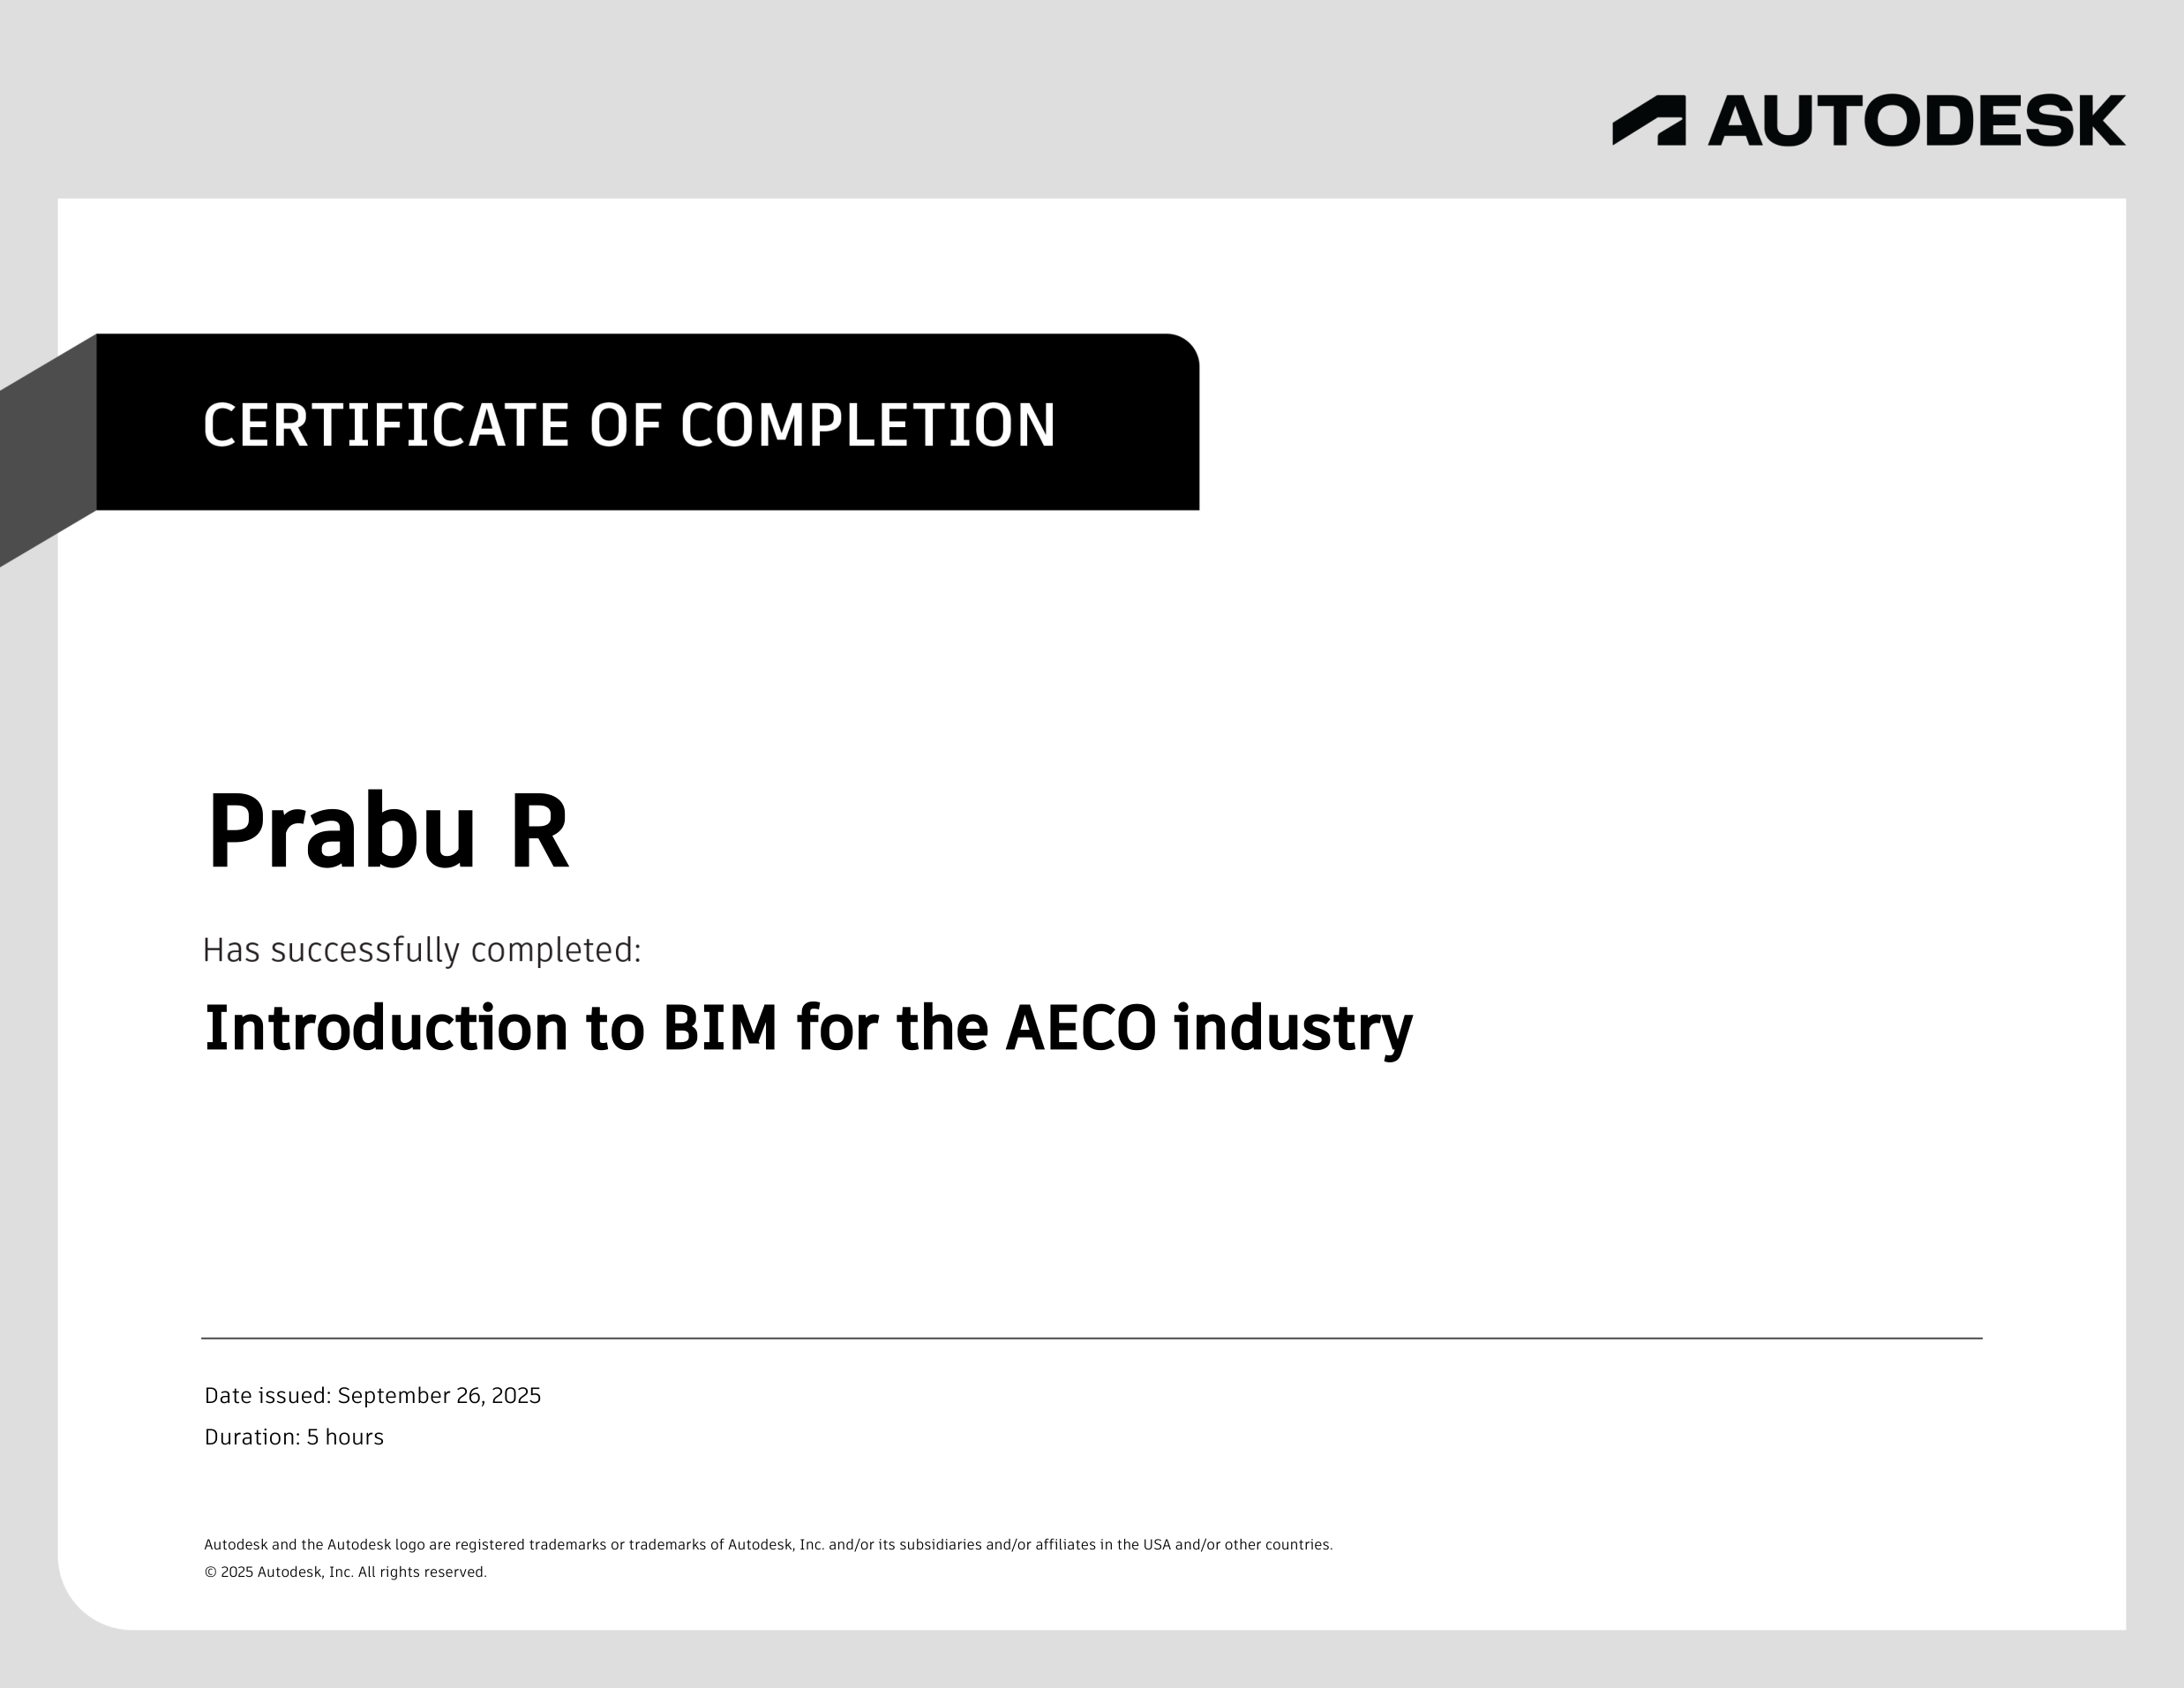 AUTODESK
CERTIFICATE OF COMPLETION
Prabu R
Has successfully completed:
Introduction to BIM for the AECO industry
Date issued: September 26, 2025
Duration: 5 hours
Autodesk and the Autodesk logo are registered trademarks or trademarks of Autodesk, Inc. and/or its subsidiaries and/or affiliates in the USA and/or other countries.
© 2025 Autodesk, Inc. All rights reserved.